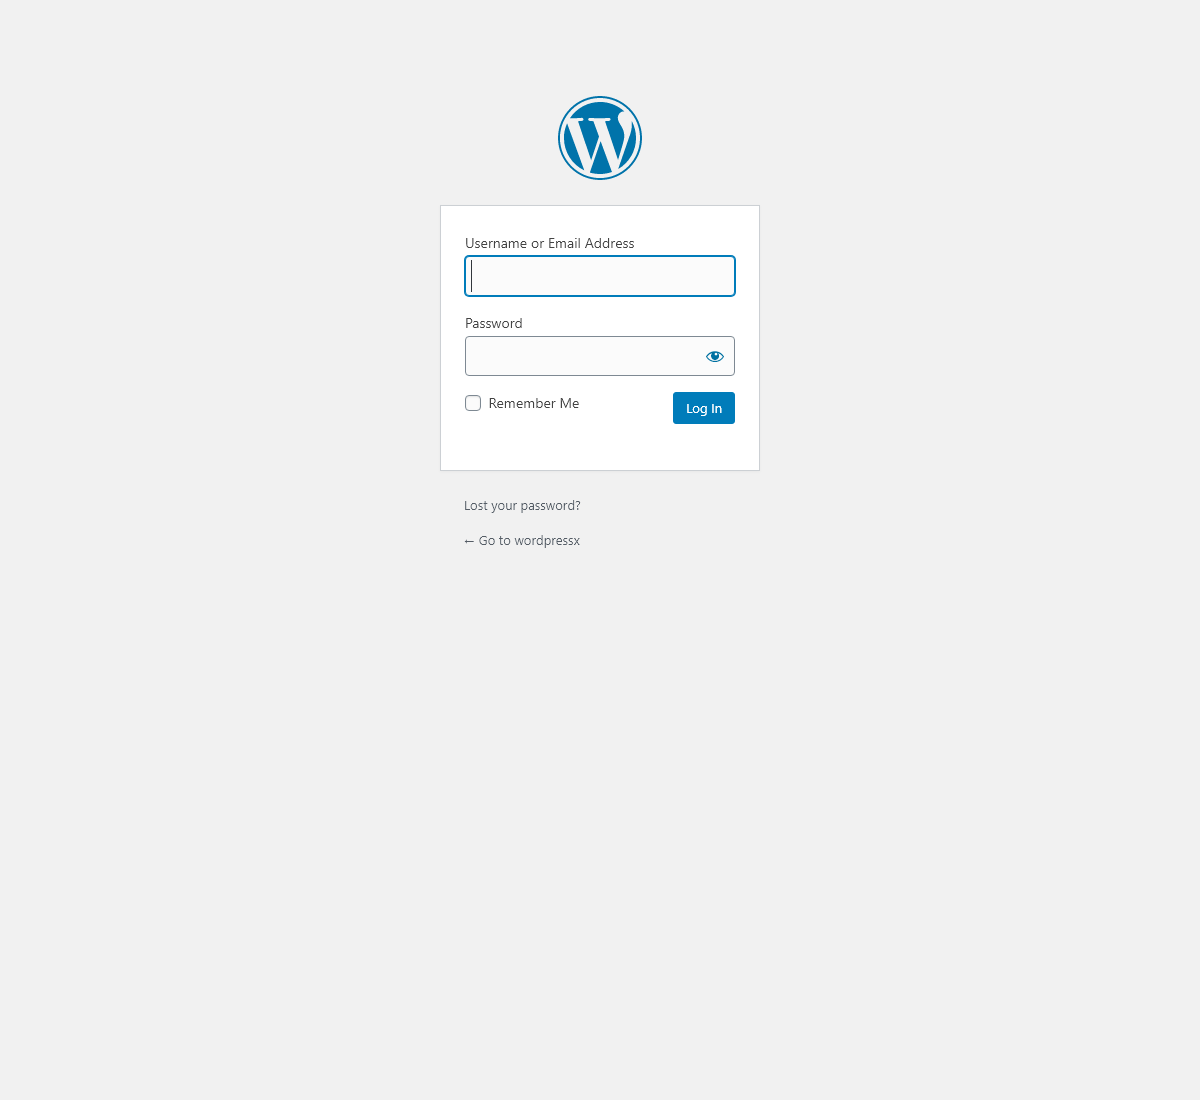 Username or Email Address
Password
Remember Me
Log In
Lost your password?
← Go to wordpressx